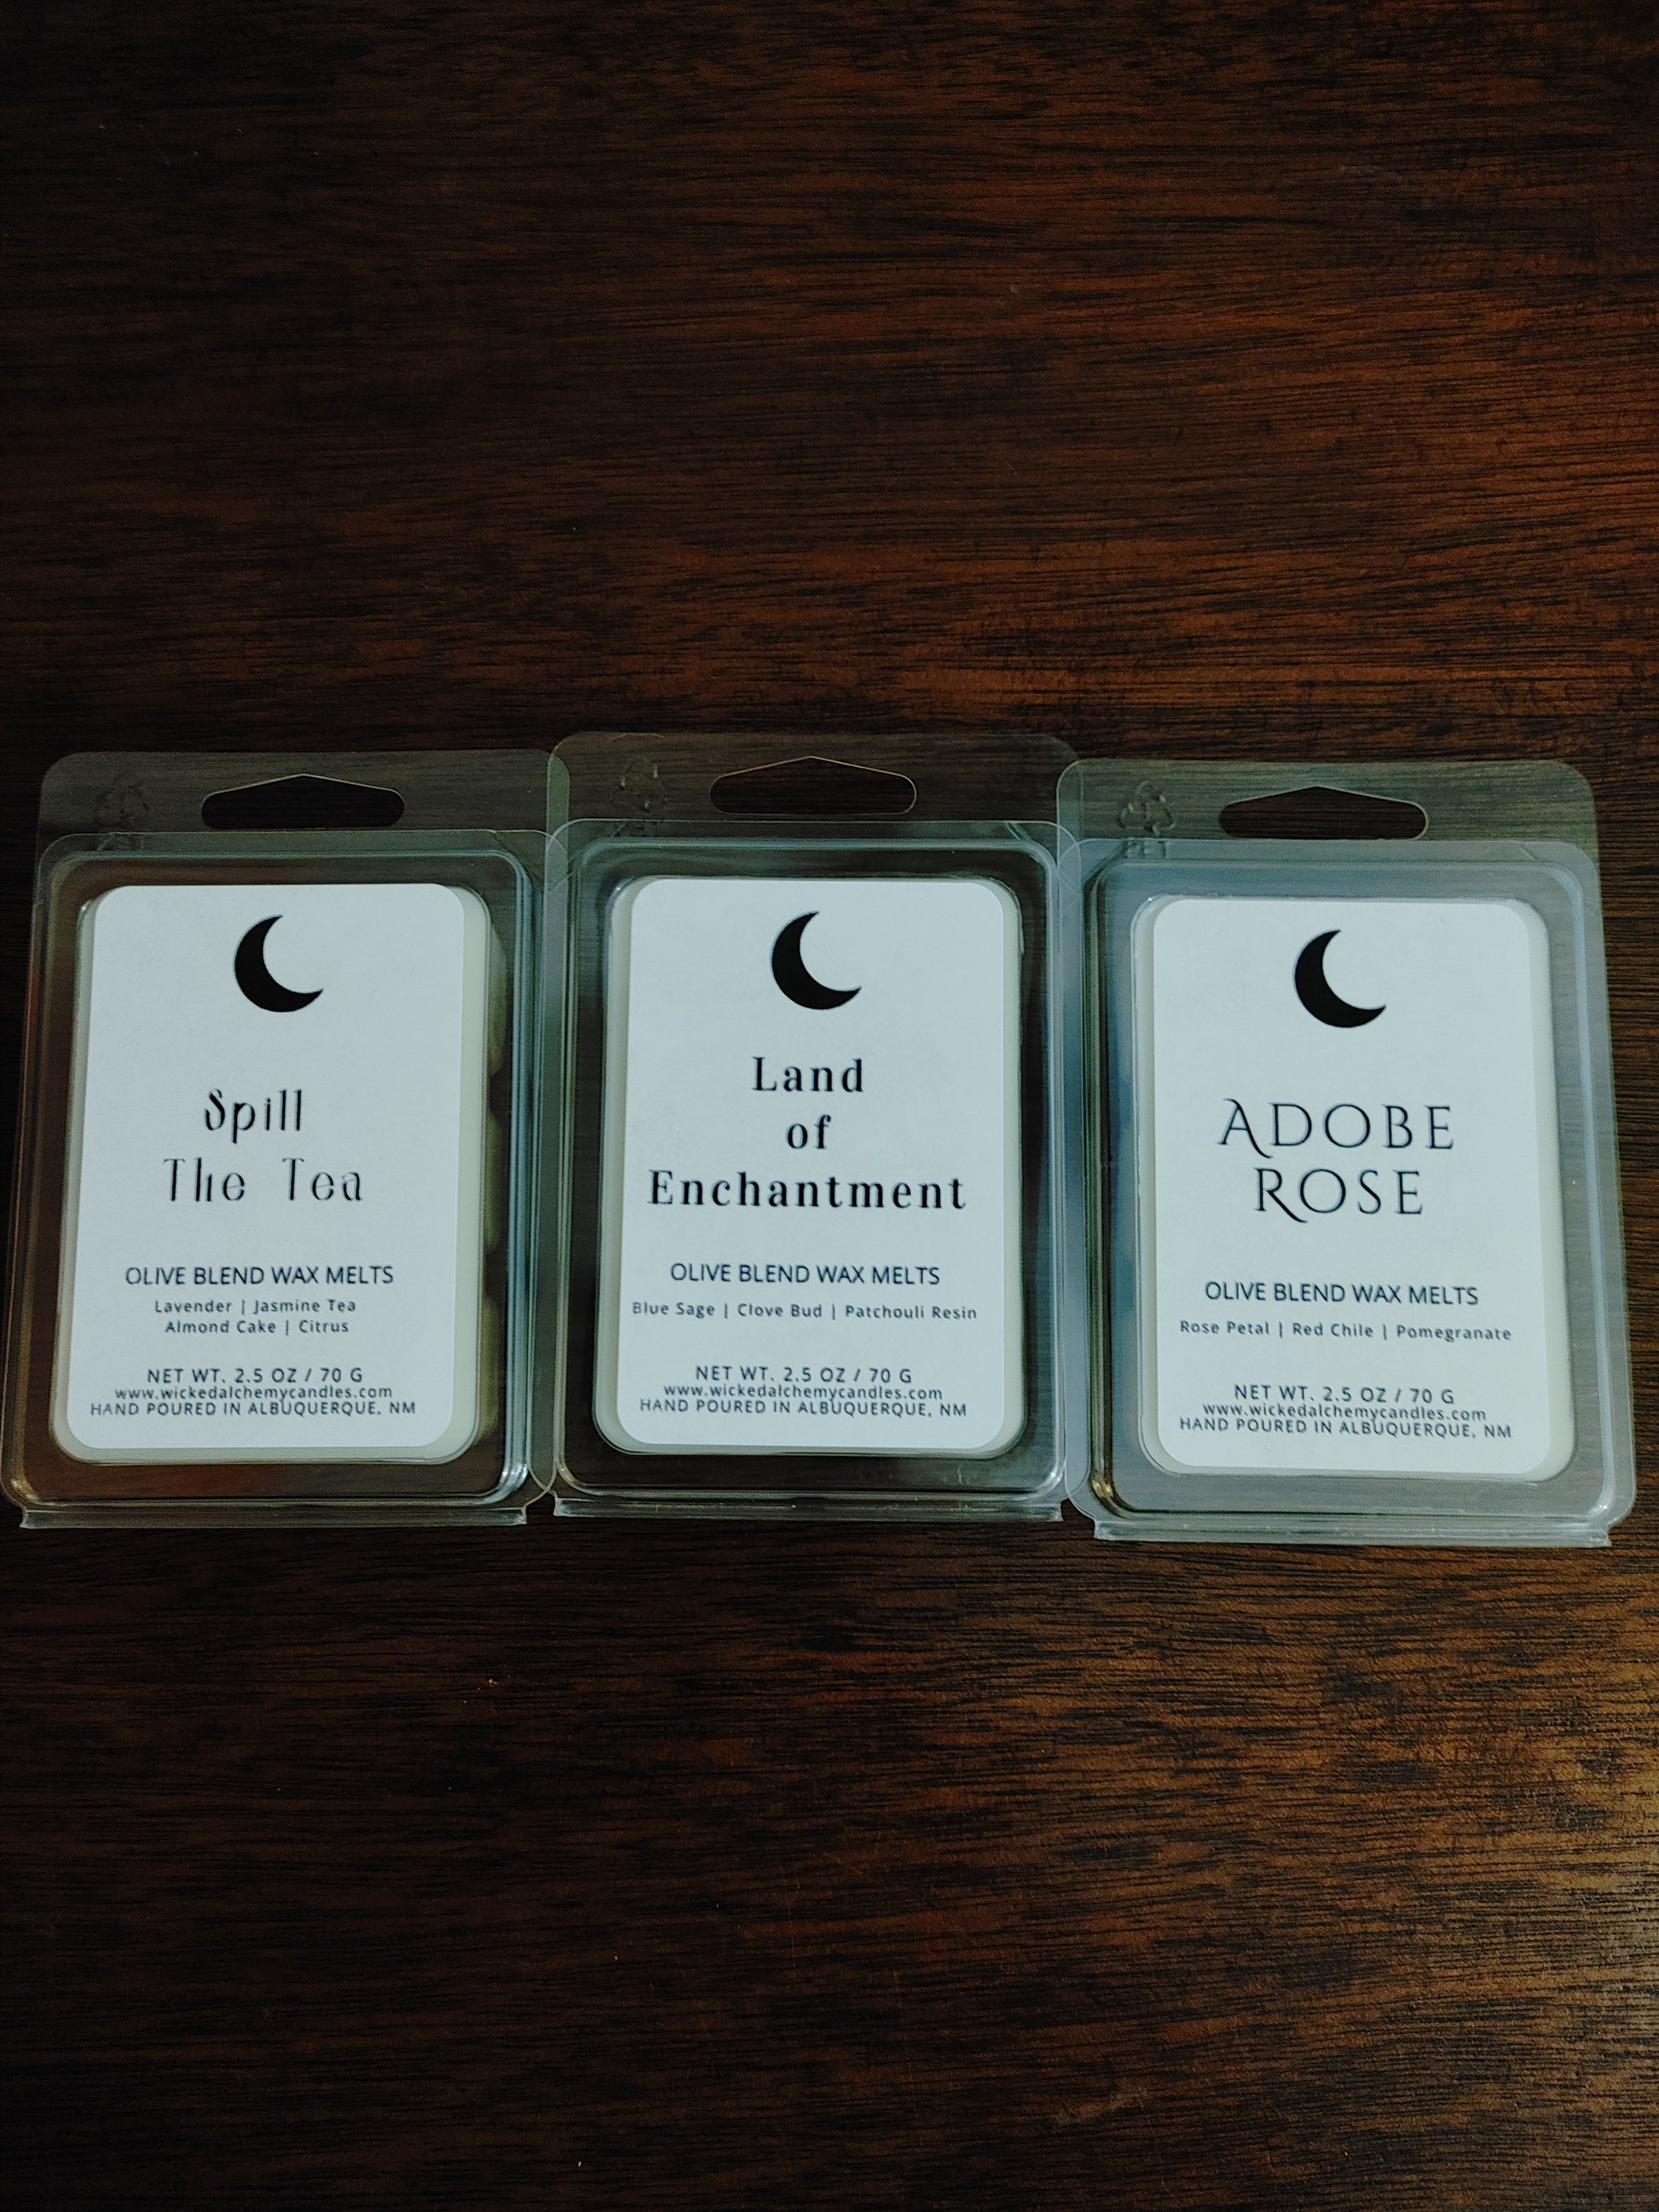 Spill
The Tea
OLIVE BLEND WAX MELTS
Lavender | Jasmine Tea
Almond Cake | Citrus
NET WT. 2.5 OZ / 70 G
www.wickedalchemycandles.com
HAND POURED IN ALBUQUERQUE, NM
Land
of
Enchantment
OLIVE BLEND WAX MELTS
Blue Sage | Clove Bud | Patchouli Resin
NET WT. 2.5 OZ / 70 G
www.wickedalchemycandles.com
HAND POURED IN ALBUQUERQUE, NM
PET
ADOBE
ROSE
OLIVE BLEND WAX MELTS
Rose Petal | Red Chile | Pomegranate
NET WT. 2.5 OZ / 70 G
www.wickedalchemycandles.com
HAND POURED IN ALBUQUERQUE, NM